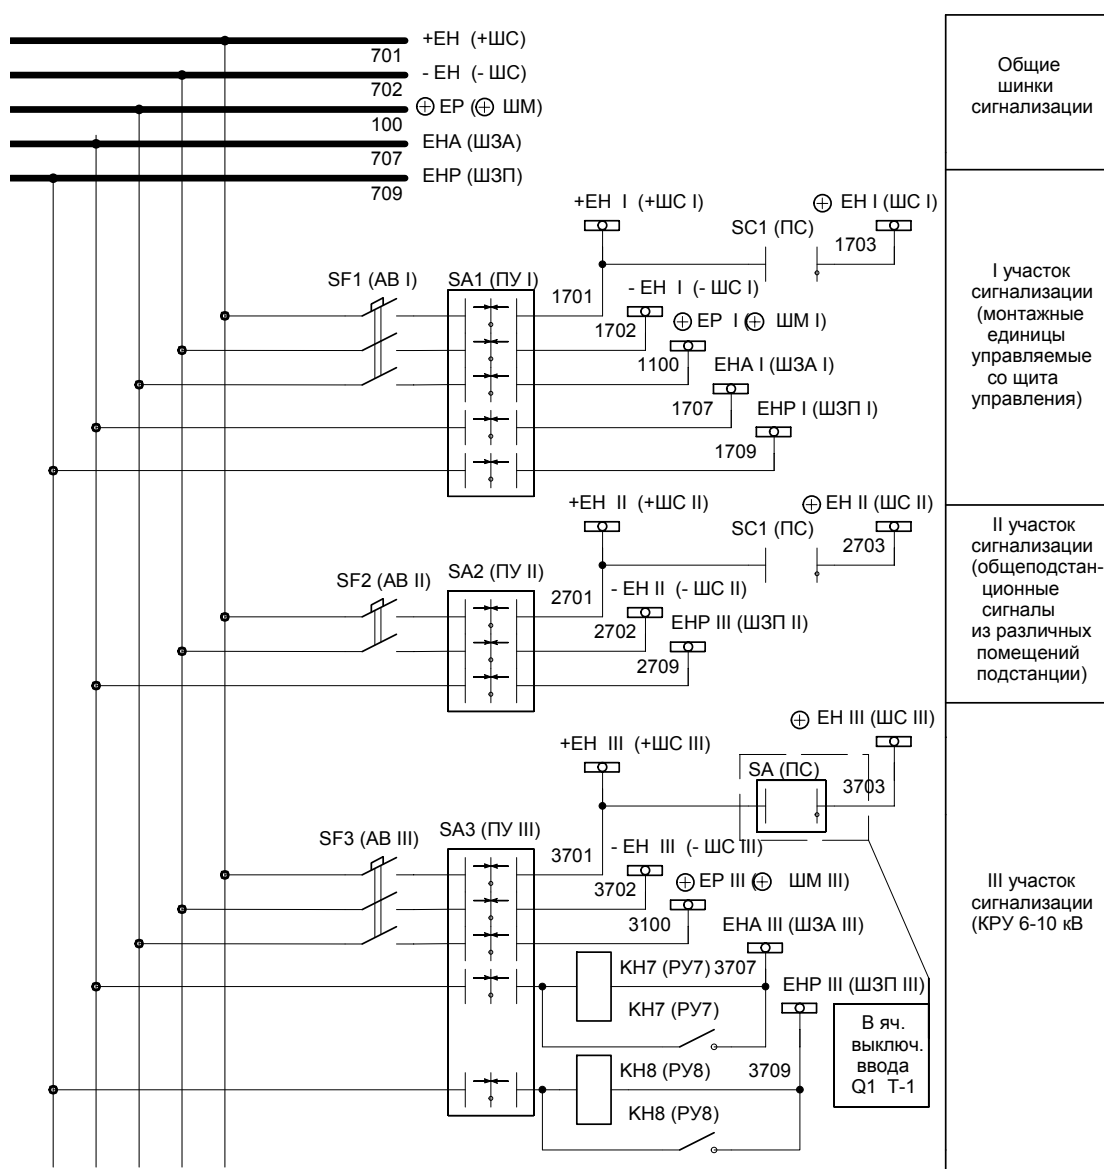 +ЕН (+ШС)
701
- ЕН (- ШС)
702
⊕ ЕР (⊕ ШМ)
100
ЕНА (ШЗА)
707
ЕНР (ШЗП)
709
Общие
шинки
сигнализации
+ЕН I (+ШС I)
⊕ ЕН I (ШС I)
SC1 (ПС)
1703
SF1 (АВ I)
SA1 (ПУ I)
1701
- ЕН I (- ШС I)
1702
⊕ ЕР I (⊕ ШМ I)
1100
ЕНА I (ШЗА I)
1707
ЕНР I (ШЗП I)
1709
I участок
сигнализации
(монтажные
единицы
управляемые
со щита
управления)
+ЕН II (+ШС II)
⊕ ЕН II (ШС II)
SC1 (ПС)
2703
SF2 (АВ II)
SA2 (ПУ II)
2701
- ЕН II (- ШС II)
2702
ЕНР III (ШЗП II)
2709
II участок
сигнализации
(общеподстан-
ционные
сигналы
из различных
помещений
подстанции)
⊕ ЕН III (ШС III)
+ЕН III (+ШС III)
SA (ПС)
3703
SF3 (АВ III)
SA3 (ПУ III)
3701
- ЕН III (- ШС III)
3702
⊕ ЕР III (⊕ ШМ III)
3100
ЕНА III (ШЗА III)
КН7 (РУ7)
3707
ЕНР III (ШЗП III)
КН7 (РУ7)
КН8 (РУ8)
3709
КН8 (РУ8)
В яч.
выключ.
ввода
Q1 Т-1
III участок
сигнализации
(КРУ 6-10 кВ